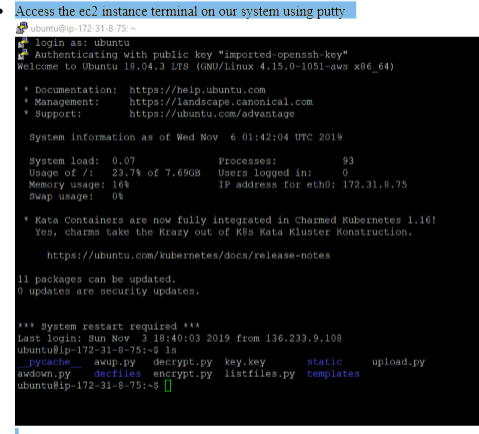 • Access the ec2 instance terminal on our system using putty
ubuntu@ip-172-31-8-75: ~
login as: ubuntu
Authenticating with public key "imported-openssh-key"
Welcome to Ubuntu 18.04.3 LTS (GNU/Linux 4.15.0-1051-aws x86_64)
* Documentation: https://help.ubuntu.com
* Management: https://landscape.canonical.com
* Support: https://ubuntu.com/advantage
System information as of Wed Nov 6 01:42:04 UTC 2019
System load: 0.07 Processes: 93
Usage of /: 23.7% of 7.69GB Users logged in: 0
Memory usage: 16% IP address for eth0: 172.31.8.75
Swap usage: 0%
* Kata Containers are now fully integrated in Charmed Kubernetes 1.16!
Yes, charms take the Krazy out of K8s Kata Kluster Konstruction.
https://ubuntu.com/kubernetes/docs/release-notes
11 packages can be updated.
0 updates are security updates.
*** System restart required ***
Last login: Sun Nov 3 18:40:03 2019 from 136.233.9.108
ubuntu@ip-172-31-8-75:~$ ls
__pycache__ awup.py decrypt.py key.key static upload.py
awdown.py decfiles encrypt.py listfiles.py templates
ubuntu@ip-172-31-8-75:~$